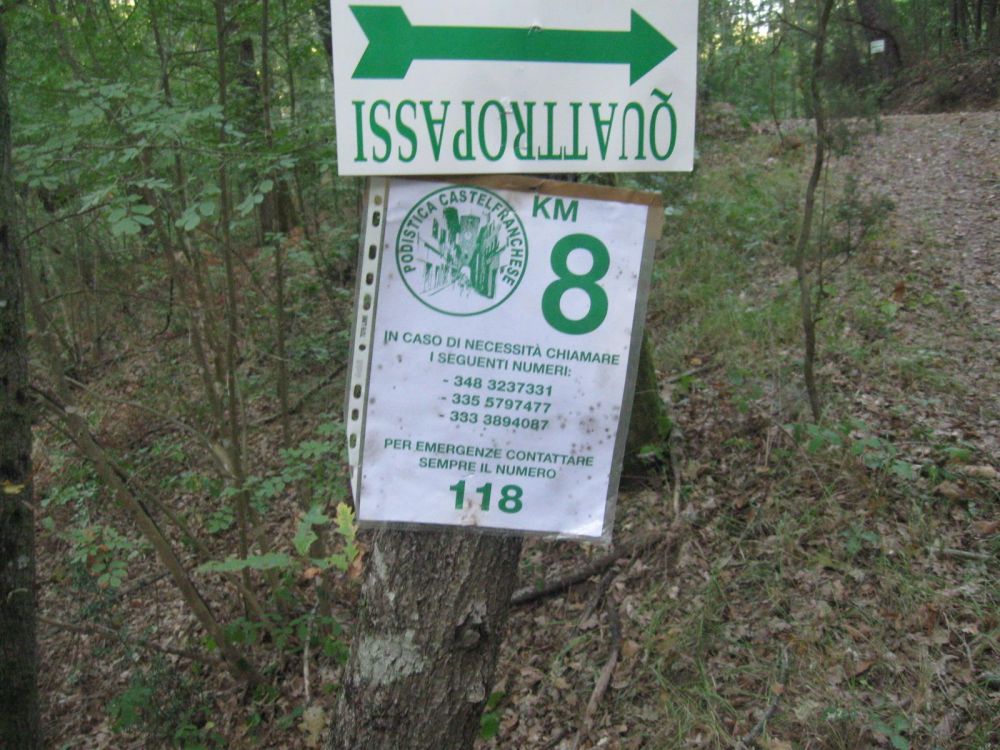 QUATTROPASSI
PODISTICA CASTELFRANCHESE
KM
8
IN CASO DI NECESSITÀ CHIAMARE
I SEGUENTI NUMERI:
- 348 3237331
- 335 5797477
- 333 3894087
PER EMERGENZE CONTATTARE
SEMPRE IL NUMERO
118